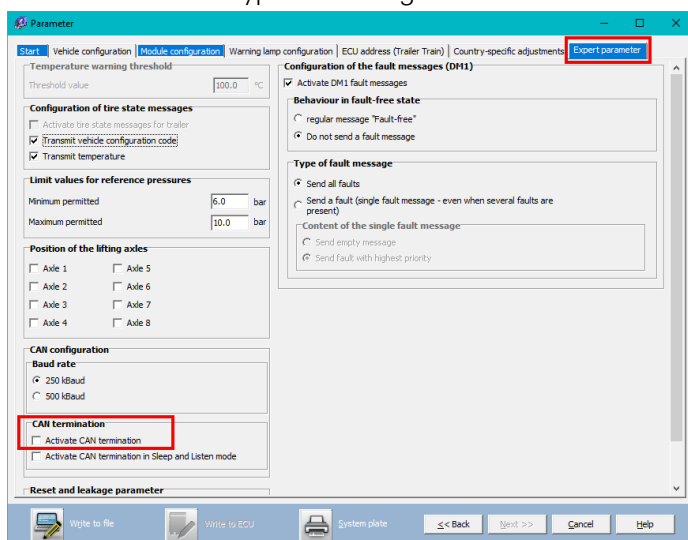 Parameter
Start Vehicle configuration Module configuration Warning lamp configuration ECU address (Trailer Train) Country-specific adjustments Expert parameter
Temperature warning threshold
Threshold value 100.0 °C
Configuration of tire state messages
Activate tire state messages for trailer
Transmit vehicle configuration code
Transmit temperature
Limit values for reference pressures
Minimum permitted 6.0 bar
Maximum permitted 10.0 bar
Position of the lifting axles
Axle 1 Axle 5
Axle 2 Axle 6
Axle 3 Axle 7
Axle 4 Axle 8
CAN configuration
Baud rate
250 kBaud
500 kBaud
CAN termination
Activate CAN termination
Activate CAN termination in Sleep and Listen mode
Reset and leakage parameter
Configuration of the fault messages (DM1)
Activate DM1 fault messages
Behaviour in fault-free state
regular message "Fault-free"
Do not send a fault message
Type of fault message
Send all faults
Send a fault (single fault message - even when several faults are
present)
Content of the single fault message
Send empty message
Send fault with highest priority
Write to file Write to ECU System plate << Back Next >> Cancel Help